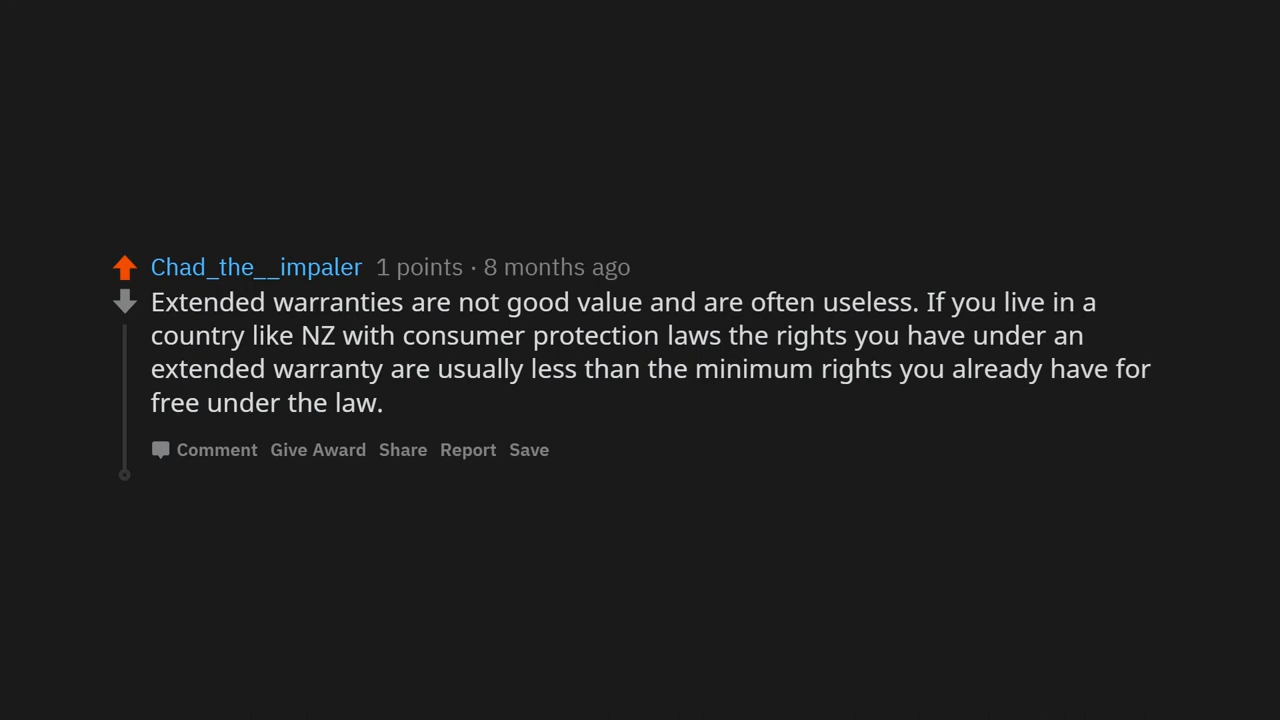 Chad_the__impaler 1 points · 8 months ago
Extended warranties are not good value and are often useless. If you live in a
country like NZ with consumer protection laws the rights you have under an
extended warranty are usually less than the minimum rights you already have for
free under the law.
Comment Give Award Share Report Save